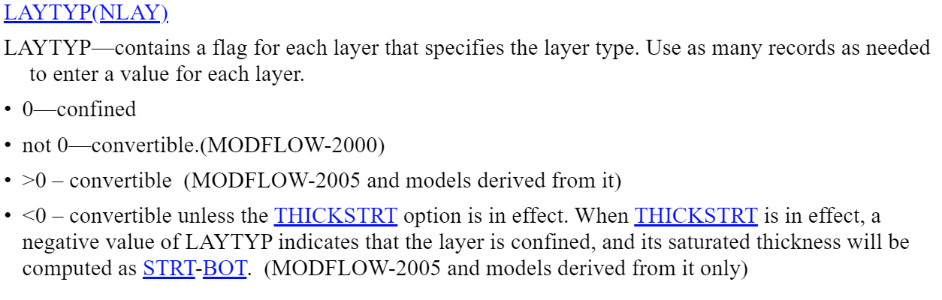 LAYTYP(NLAY)
LAYTYP—contains a flag for each layer that specifies the layer type. Use as many records as needed
to enter a value for each layer.
• 0—confined
• not 0—convertible.(MODFLOW-2000)
• >0 – convertible  (MODFLOW-2005 and models derived from it)
• <0 – convertible unless the THICKSTRT option is in effect. When THICKSTRT is in effect, a
negative value of LAYTYP indicates that the layer is confined, and its saturated thickness will be
computed as STRT-BOT.  (MODFLOW-2005 and models derived from it only)